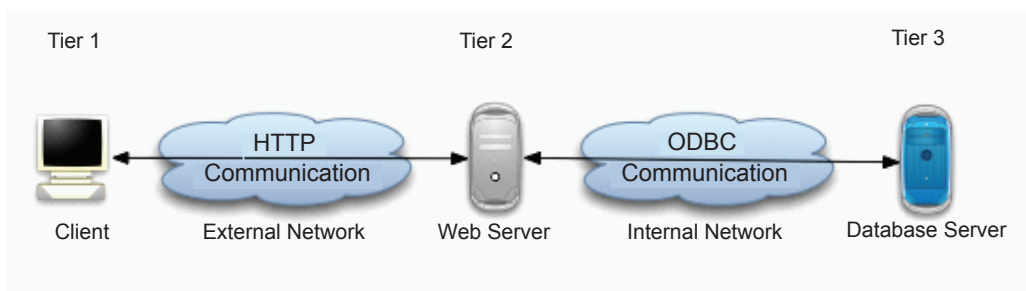 Tier 1
Tier 2
Tier 3
HTTP
Communication
ODBC
Communication
Client
External Network
Web Server
Internal Network
Database Server